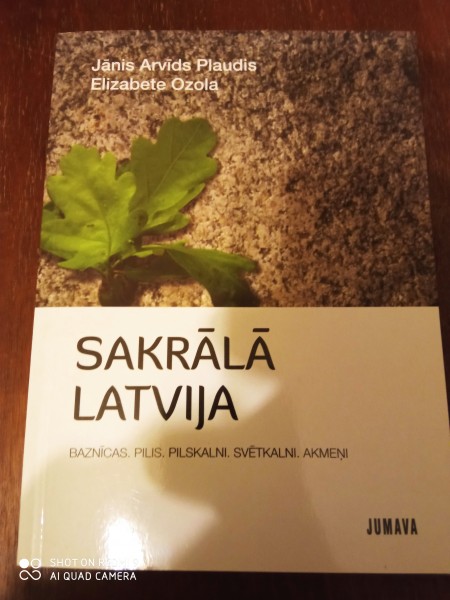 Jānis Arvīds Plaudis
Elizabete Ozola
SAKRĀLĀ
LATVIJA
BAZNĪCAS. PILIS. PILSKALNI. SVĒTKALNI. AKMEŅI
JUMAVA
SHOT ON
AI QUAD CAMERA